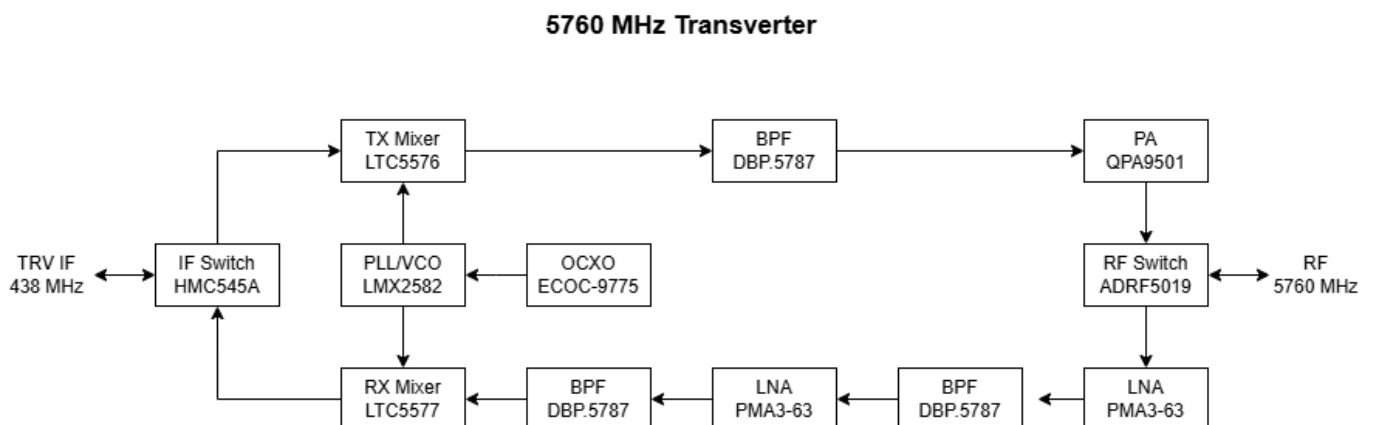 5760 MHz Transverter
TX Mixer
LTC5576
BPF
DBP.5787
PA
QPA9501
TRV IF
438 MHz
IF Switch
HMC545A
PLL/VCO
LMX2582
OCXO
ECOC-9775
RF Switch
ADRF5019
RF
5760 MHz
RX Mixer
LTC5577
BPF
DBP.5787
LNA
PMA3-63
BPF
DBP.5787
LNA
PMA3-63